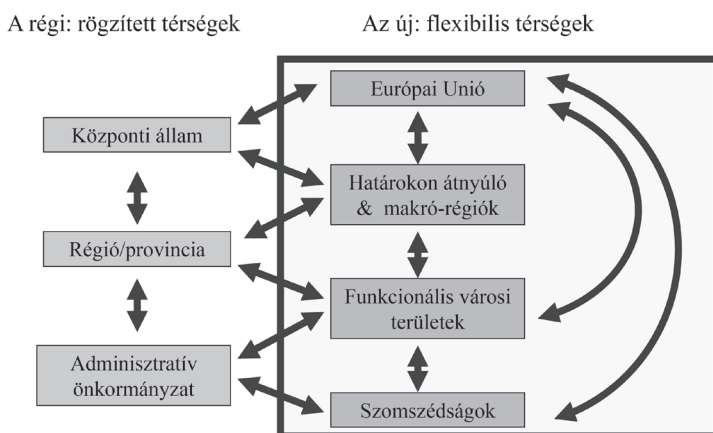 A régi: rögzített térségek
Az új: flexibilis térségek
Központi állam
Régió/provincia
Adminisztratív
önkormányzat
Európai Unió
Határokon átnyúló
& makró-régiók
Funkcionális városi
területek
Szomszédságok